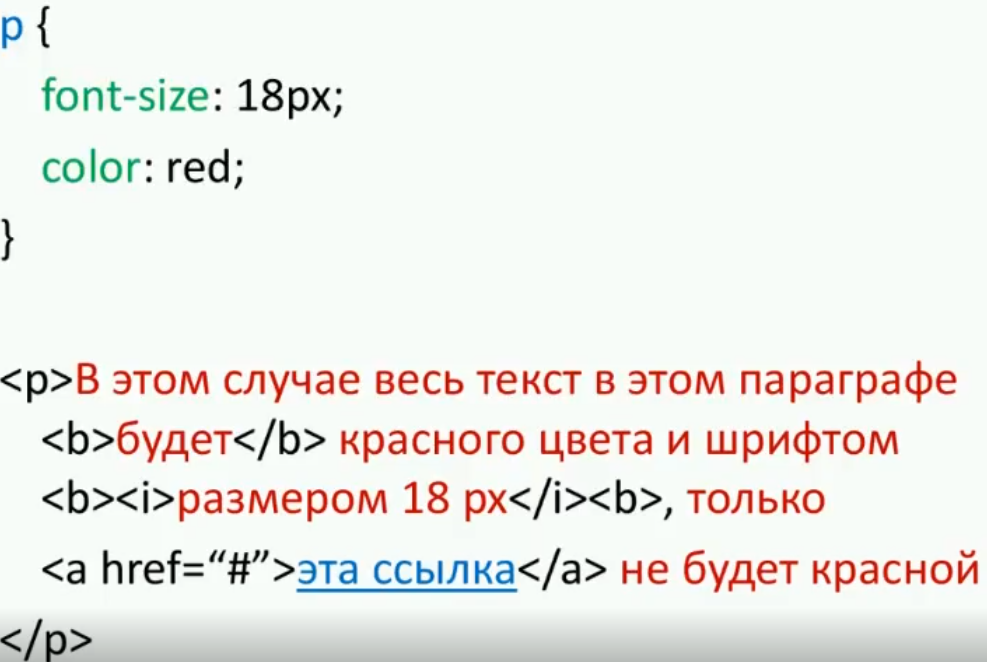 p {
font-size: 18px;
color: red;
}
<p>В этом случае весь текст в этом параграфе
<b>будет</b> красного цвета и шрифтом
<b><i>размером 18 px</i><b>, только
<a href=“#”>эта ссылка</a> не будет красной
</p>